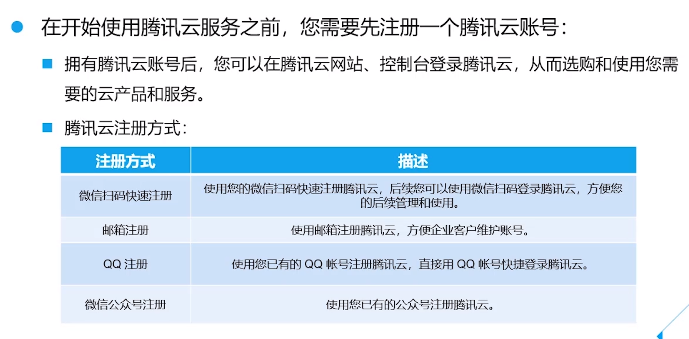 在开始使用腾讯云服务之前，您需要先注册一个腾讯云账号：
拥有腾讯云账号后，您可以在腾讯云网站、控制台登录腾讯云，从而选购和使用您需
要的云产品和服务。
腾讯云注册方式：
注册方式 描述
微信扫码快速注册 使用您的微信扫码快速注册腾讯云，后续您可以使用微信扫码登录腾讯云，方便您
的后续管理和使用。
邮箱注册 使用邮箱注册腾讯云，方便企业客户维护账号。
QQ 注册 使用您已有的 QQ 帐号注册腾讯云，直接用 QQ 帐号快捷登录腾讯云。
微信公众号注册 使用您已有的公众号注册腾讯云。